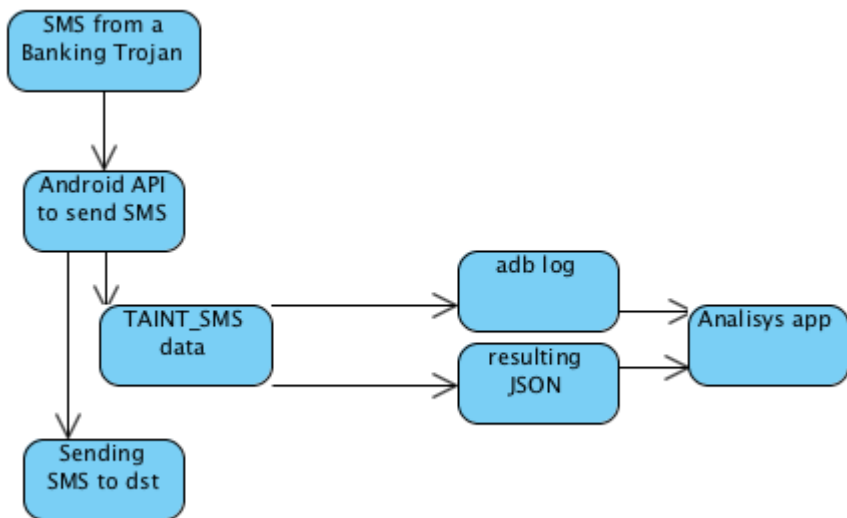 SMS from a
Banking Trojan
Android API
to send SMS
TAINT_SMS
data
adb log
resulting
JSON
Analisys app
Sending
SMS to dst